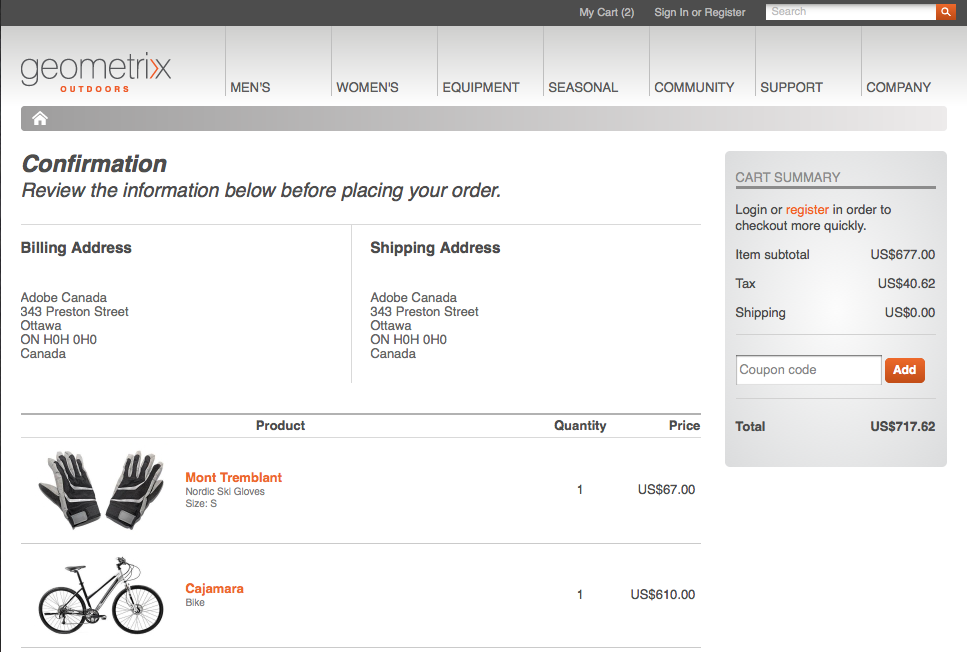 My Cart (2) Sign In or Register Search
geometrixx
OUTDOORS
MEN'S WOMEN'S EQUIPMENT SEASONAL COMMUNITY SUPPORT COMPANY
Confirmation
Review the information below before placing your order.
Billing Address
Adobe Canada
343 Preston Street
Ottawa
ON H0H 0H0
Canada
Shipping Address
Adobe Canada
343 Preston Street
Ottawa
ON H0H 0H0
Canada
Product Quantity Price
Mont Tremblant
Nordic Ski Gloves
Size: S
1 US$67.00
Cajamara
Bike
1 US$610.00
CART SUMMARY
Login or register in order to
checkout more quickly.
Item subtotal US$677.00
Tax US$40.62
Shipping US$0.00
Coupon code Add
Total US$717.62